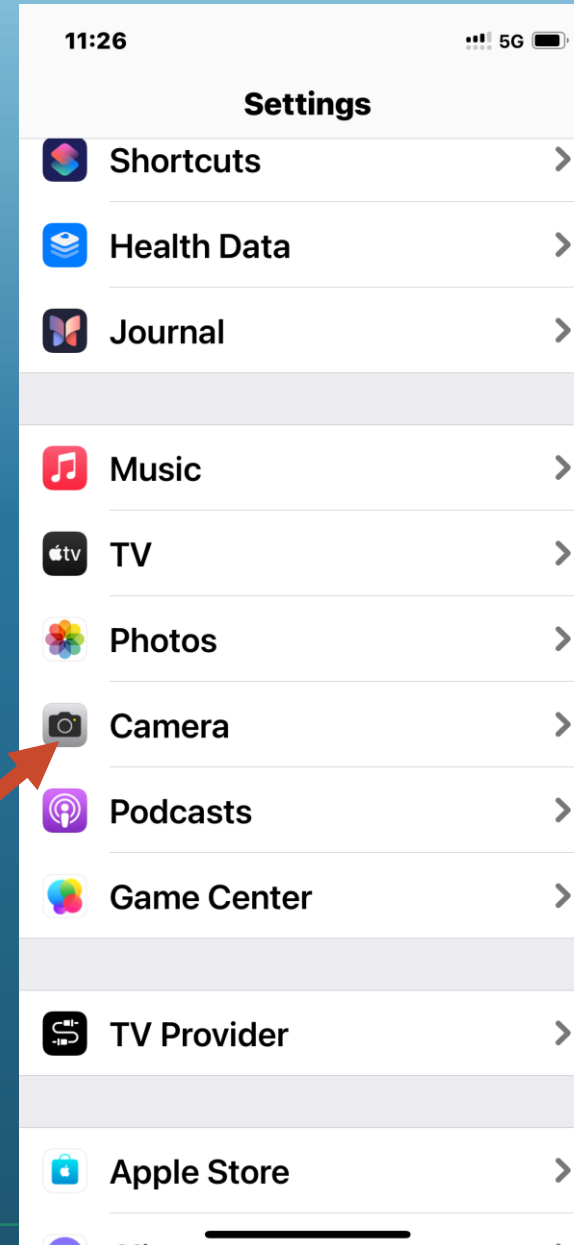 11:26 5G
Settings
Shortcuts
Health Data
Journal
Music
tv TV
Photos
Camera
Podcasts
Game Center
TV Provider
Apple Store